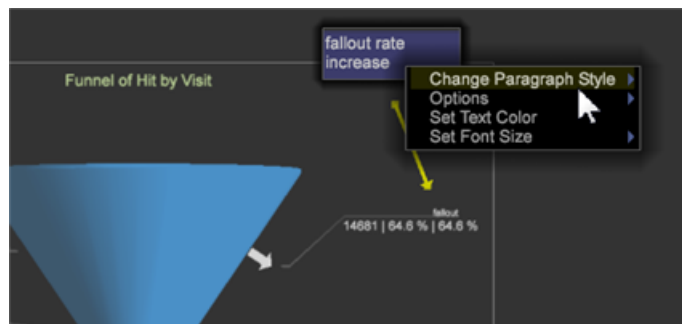 fallout rate
increase
Funnel of Hit by Visit
Change Paragraph Style
Options
Set Text Color
Set Font Size
fallout
14681 | 64.6 % | 64.6 %